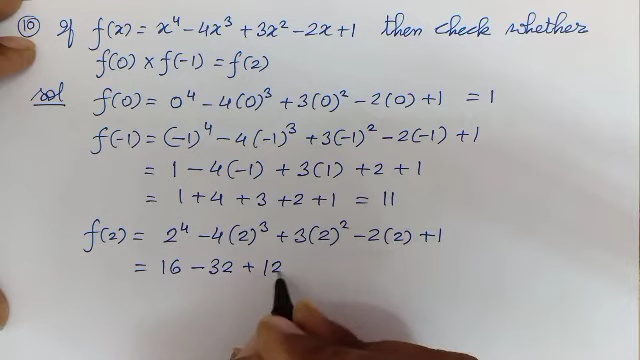 ⑩ If f(x) = x⁴ - 4x³ + 3x² - 2x + 1 then check whether
f(0) × f(-1) = f(2)
sol f(0) = 0⁴ - 4(0)³ + 3(0)² - 2(0) + 1 = 1
f(-1) = (-1)⁴ - 4(-1)³ + 3(-1)² - 2(-1) + 1
= 1 - 4(-1) + 3(1) + 2 + 1
= 1 + 4 + 3 + 2 + 1 = 11
f(2) = 2⁴ - 4(2)³ + 3(2)² - 2(2) + 1
= 16 - 32 + 12